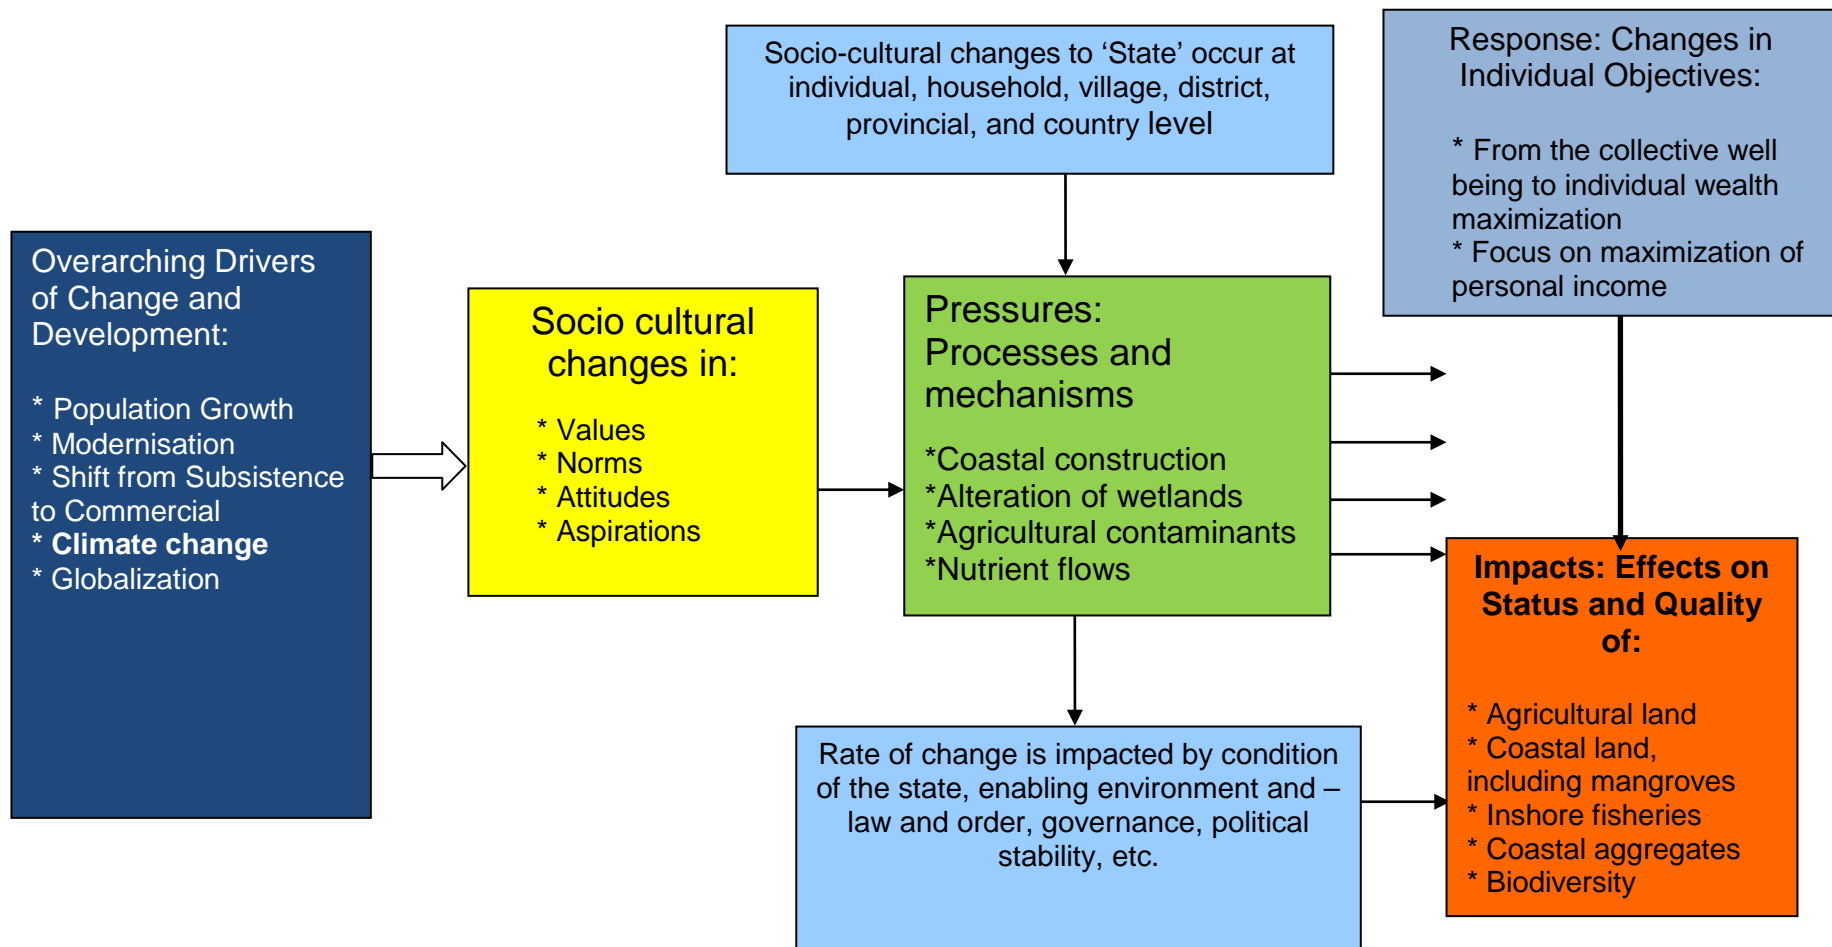 Socio-cultural changes to ‘State’ occur at
individual, household, village, district,
provincial, and country level
Response: Changes in
Individual Objectives:
* From the collective well
being to individual wealth
maximization
* Focus on maximization of
personal income
Overarching Drivers
of Change and
Development:
* Population Growth
* Modernisation
* Shift from Subsistence
to Commercial
* Climate change
* Globalization
Socio cultural
changes in:
* Values
* Norms
* Attitudes
* Aspirations
Pressures:
Processes and
mechanisms
*Coastal construction
*Alteration of wetlands
*Agricultural contaminants
*Nutrient flows
Impacts: Effects on
Status and Quality
of:
* Agricultural land
* Coastal land,
including mangroves
* Inshore fisheries
* Coastal aggregates
* Biodiversity
Rate of change is impacted by condition
of the state, enabling environment and –
law and order, governance, political
stability, etc.